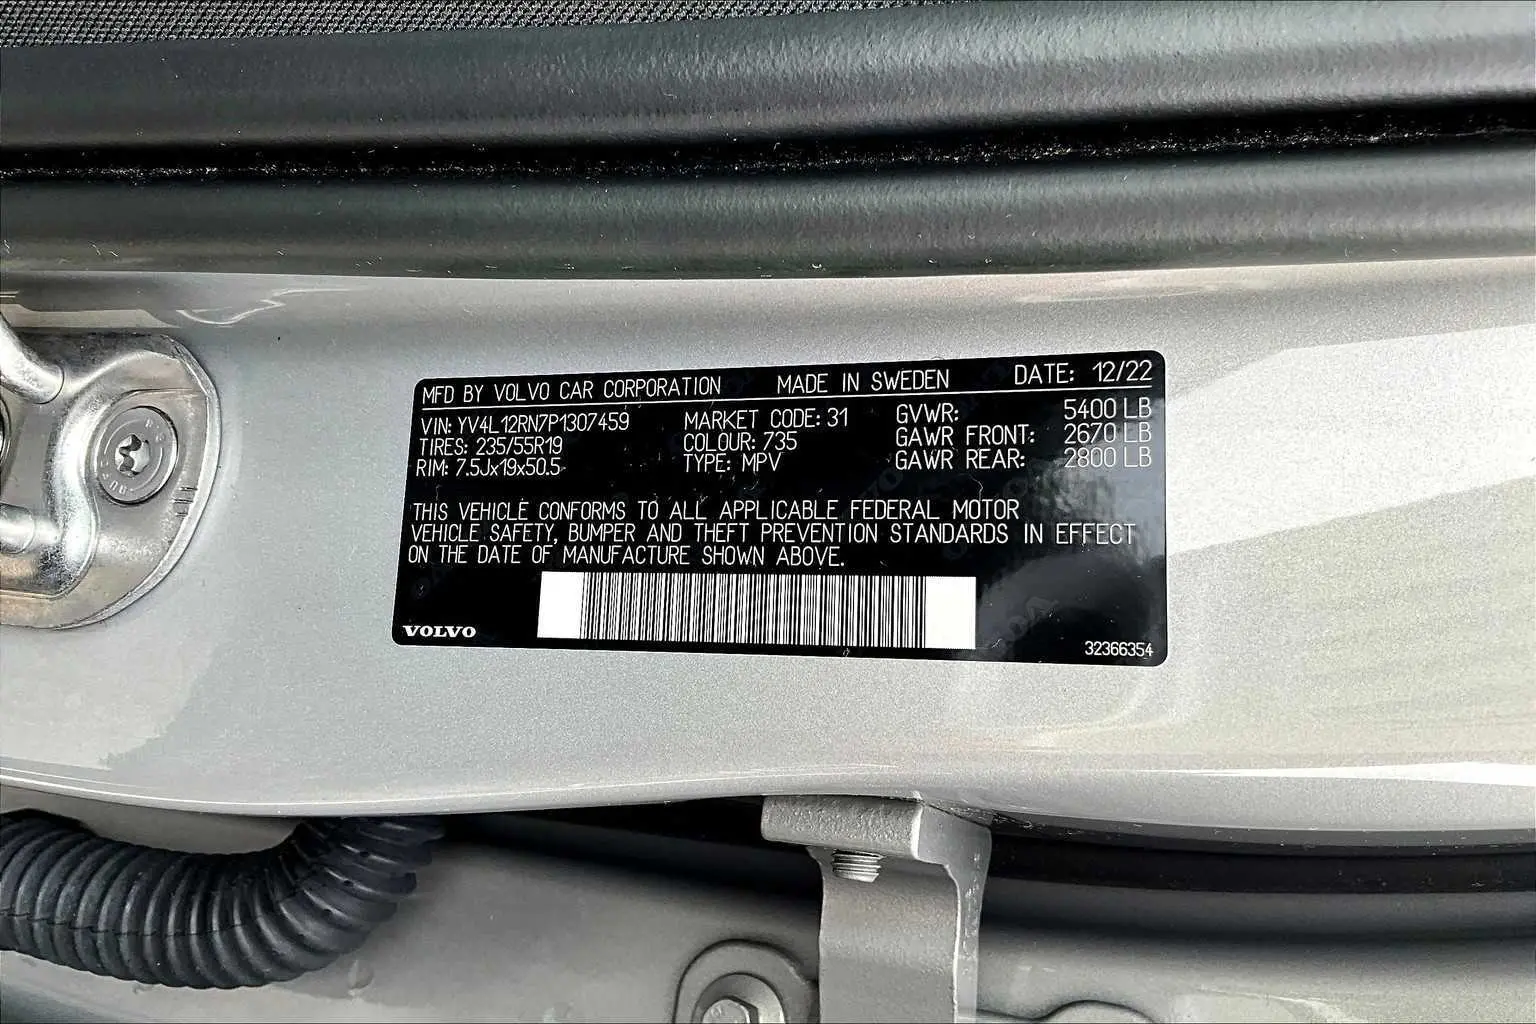 MFD BY VOLVO CAR CORPORATION MADE IN SWEDEN DATE: 12/22
VIN: YV4L12RN7P1307459 MARKET CODE: 31 GVWR: 5400 LB
TIRES: 235/55R19 COLOUR: 735 GAWR FRONT: 2670 LB
RIM: 7.5Jx19x50.5 TYPE: MPV GAWR REAR: 2800 LB
THIS VEHICLE CONFORMS TO ALL APPLICABLE FEDERAL MOTOR
VEHICLE SAFETY, BUMPER AND THEFT PREVENTION STANDARDS IN EFFECT
ON THE DATE OF MANUFACTURE SHOWN ABOVE.
VOLVO
32366354